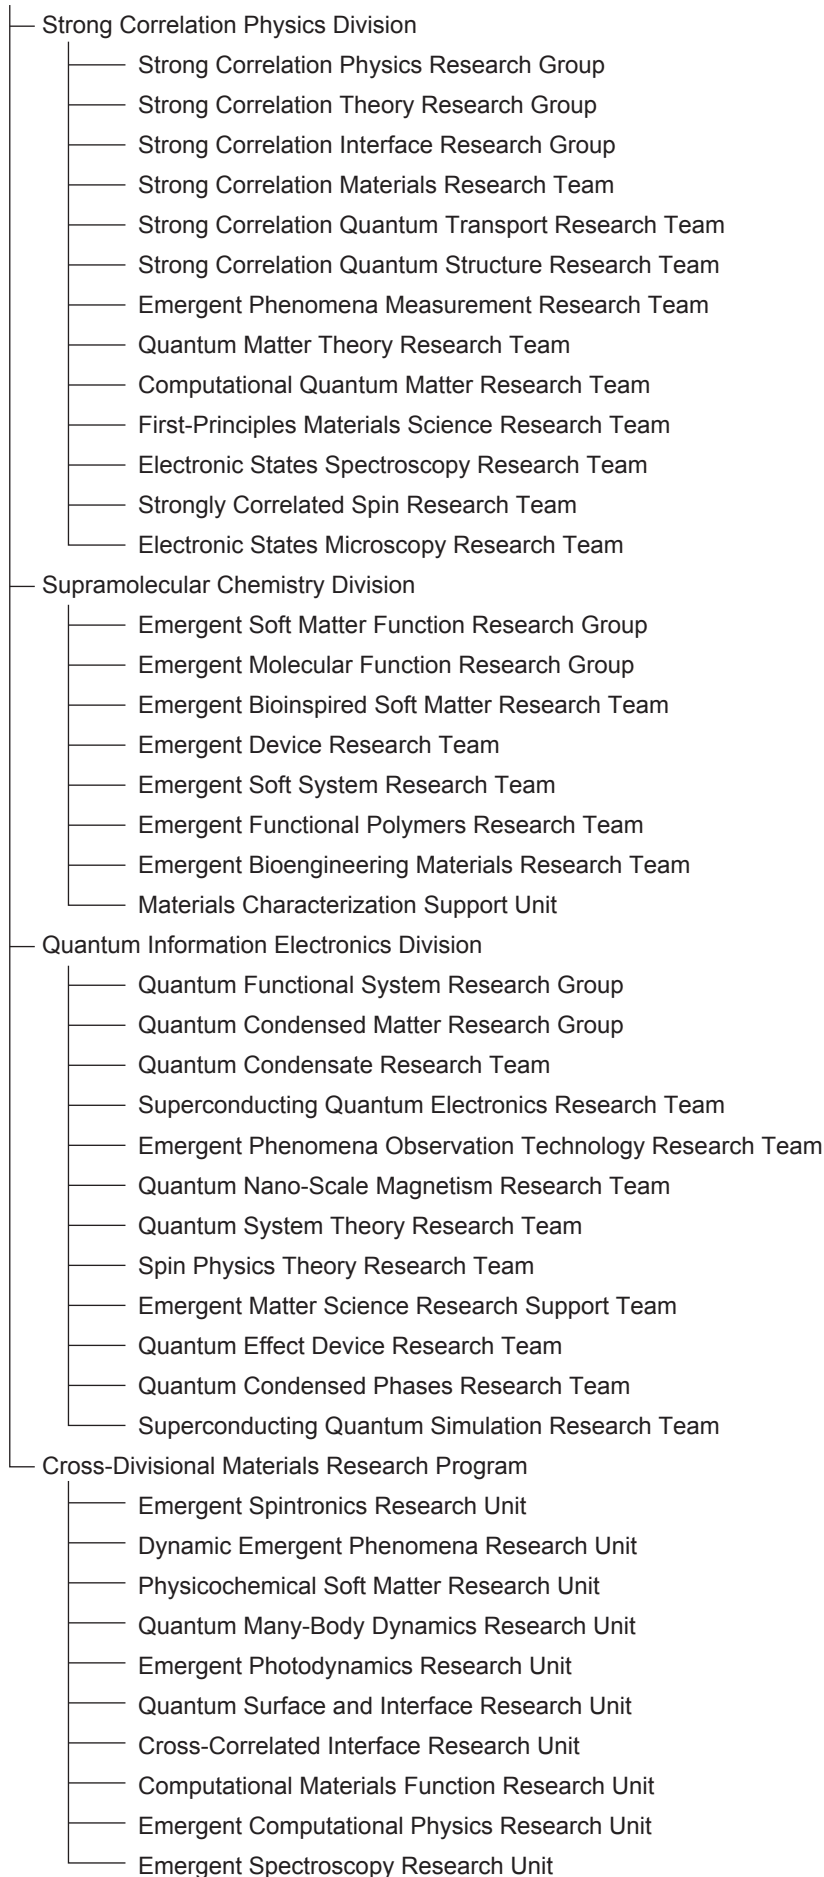 Strong Correlation Physics Division
Strong Correlation Physics Research Group
Strong Correlation Theory Research Group
Strong Correlation Interface Research Group
Strong Correlation Materials Research Team
Strong Correlation Quantum Transport Research Team
Strong Correlation Quantum Structure Research Team
Emergent Phenomena Measurement Research Team
Quantum Matter Theory Research Team
Computational Quantum Matter Research Team
First-Principles Materials Science Research Team
Electronic States Spectroscopy Research Team
Strongly Correlated Spin Research Team
Electronic States Microscopy Research Team
Supramolecular Chemistry Division
Emergent Soft Matter Function Research Group
Emergent Molecular Function Research Group
Emergent Bioinspired Soft Matter Research Team
Emergent Device Research Team
Emergent Soft System Research Team
Emergent Functional Polymers Research Team
Emergent Bioengineering Materials Research Team
Materials Characterization Support Unit
Quantum Information Electronics Division
Quantum Functional System Research Group
Quantum Condensed Matter Research Group
Quantum Condensate Research Team
Superconducting Quantum Electronics Research Team
Emergent Phenomena Observation Technology Research Team
Quantum Nano-Scale Magnetism Research Team
Quantum System Theory Research Team
Spin Physics Theory Research Team
Emergent Matter Science Research Support Team
Quantum Effect Device Research Team
Quantum Condensed Phases Research Team
Superconducting Quantum Simulation Research Team
Cross-Divisional Materials Research Program
Emergent Spintronics Research Unit
Dynamic Emergent Phenomena Research Unit
Physicochemical Soft Matter Research Unit
Quantum Many-Body Dynamics Research Unit
Emergent Photodynamics Research Unit
Quantum Surface and Interface Research Unit
Cross-Correlated Interface Research Unit
Computational Materials Function Research Unit
Emergent Computational Physics Research Unit
Emergent Spectroscopy Research Unit